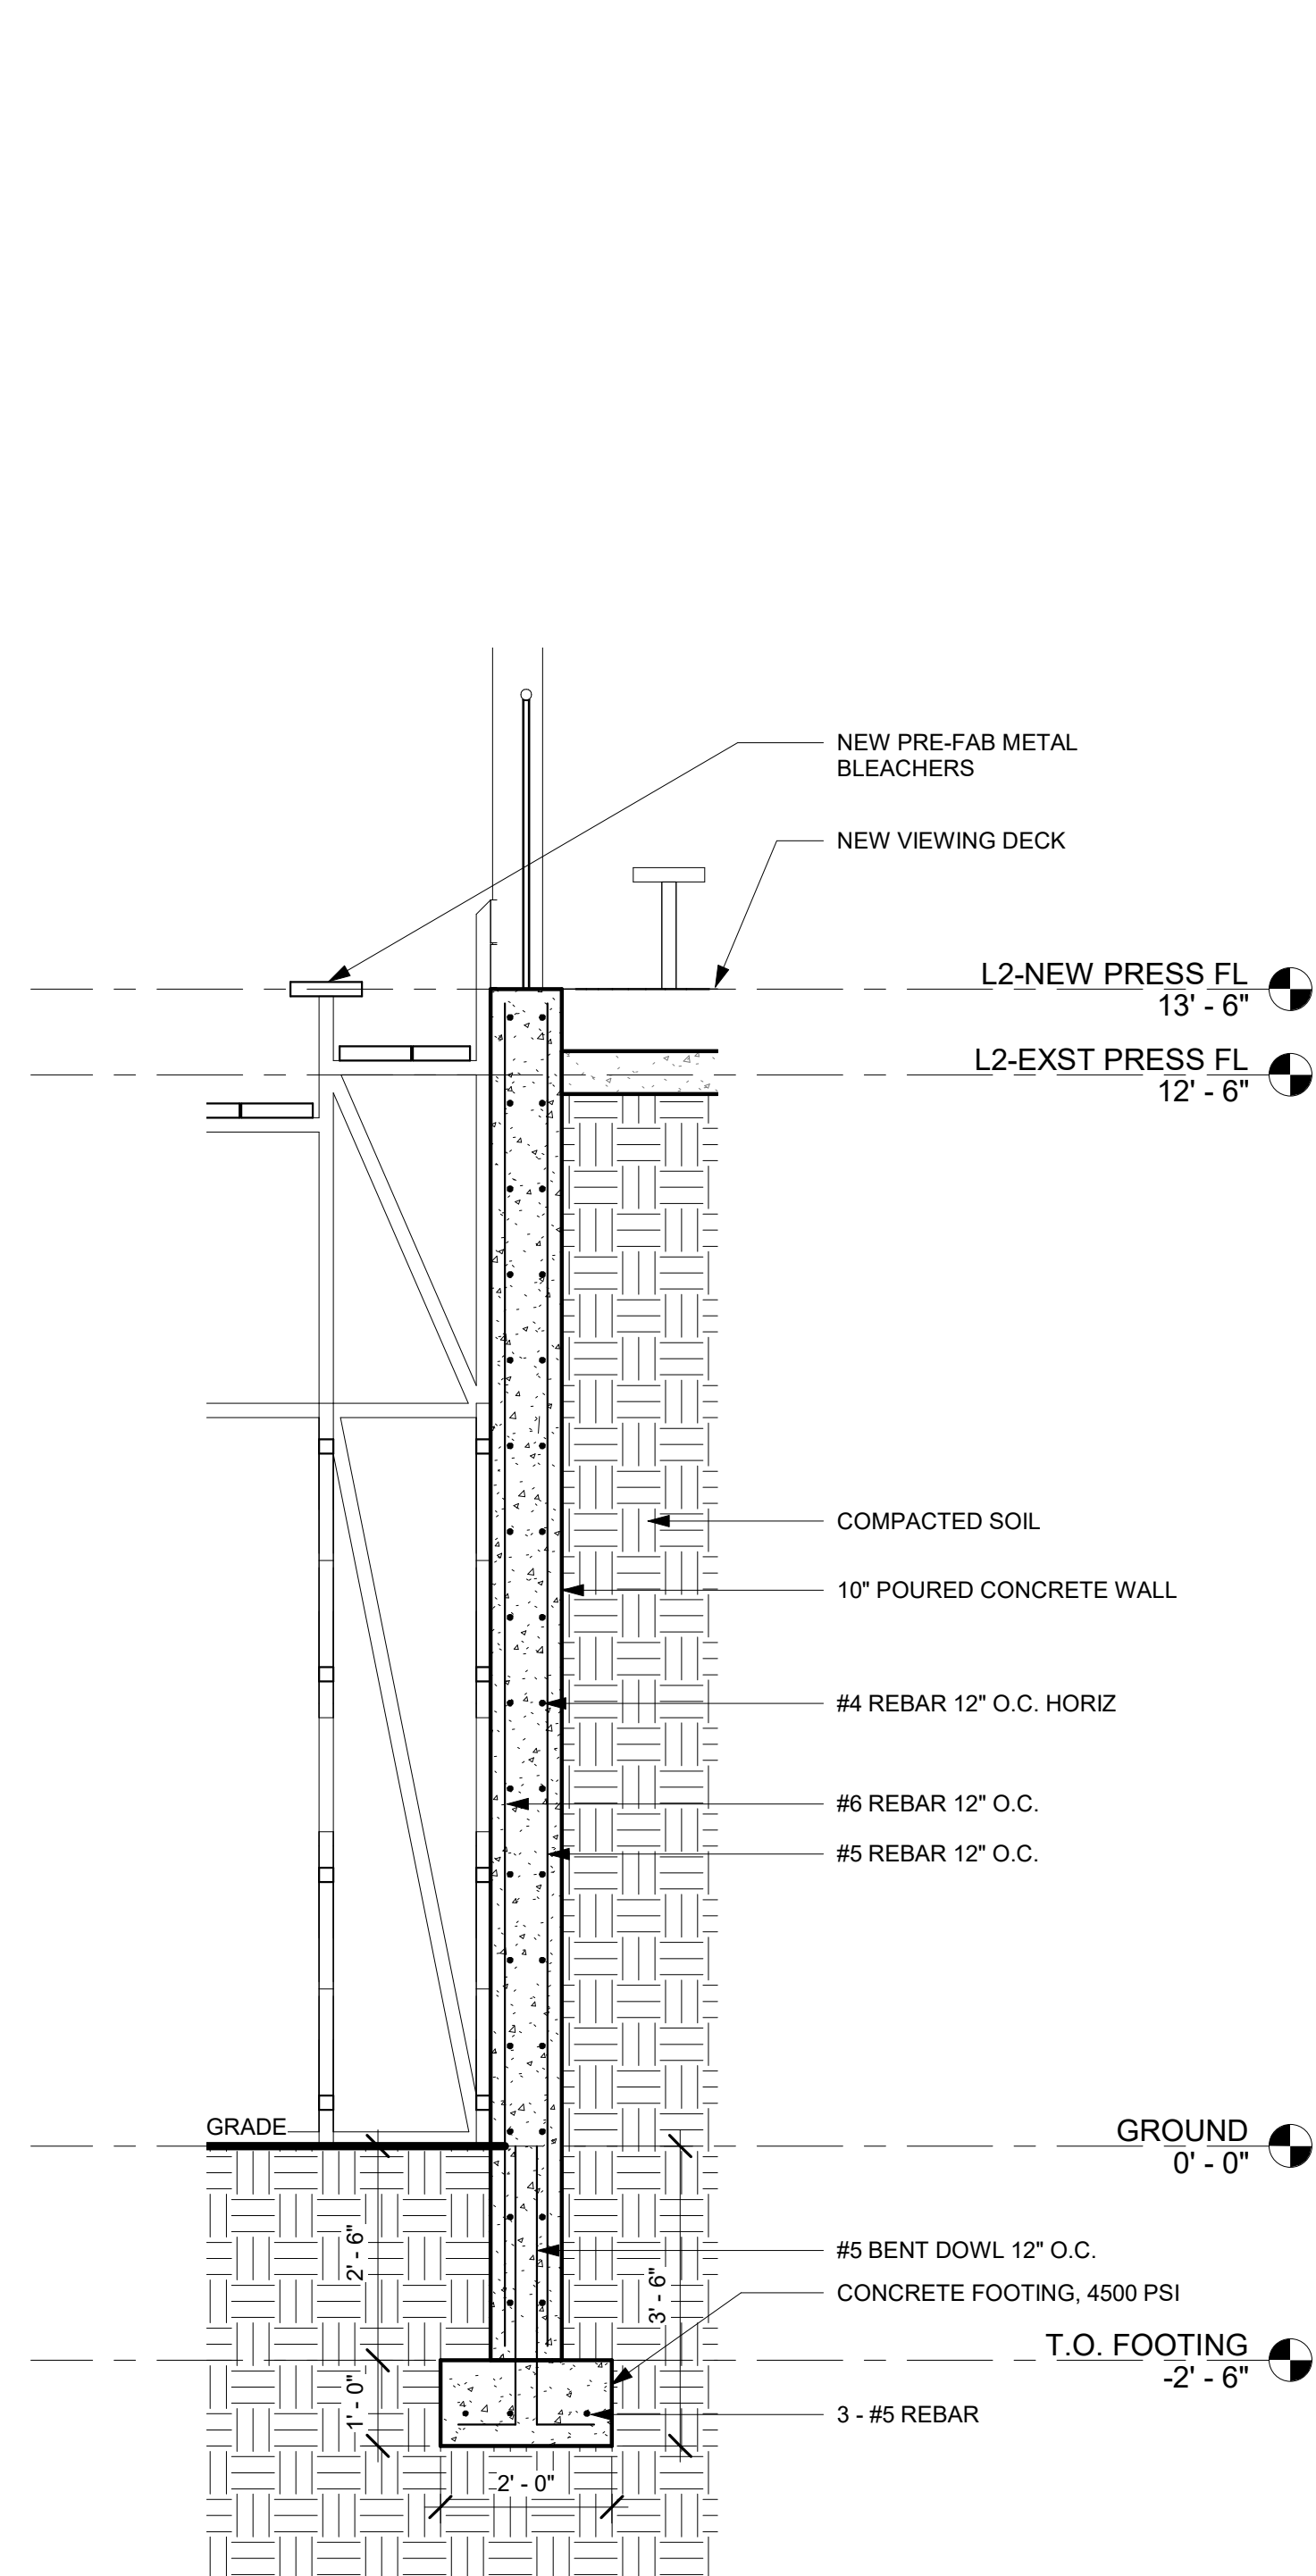 NEW PRE-FAB METAL
BLEACHERS
NEW VIEWING DECK
L2-NEW PRESS FL
13' - 6"
L2-EXST PRESS FL
12' - 6"
COMPACTED SOIL
10" POURED CONCRETE WALL
#4 REBAR 12" O.C. HORIZ
#6 REBAR 12" O.C.
#5 REBAR 12" O.C.
GRADE
GROUND
0' - 0"
2' - 6"
#5 BENT DOWL 12" O.C.
3' - 6"
CONCRETE FOOTING, 4500 PSI
T.O. FOOTING
-2' - 6"
1' - 0"
3 - #5 REBAR
2' - 0"